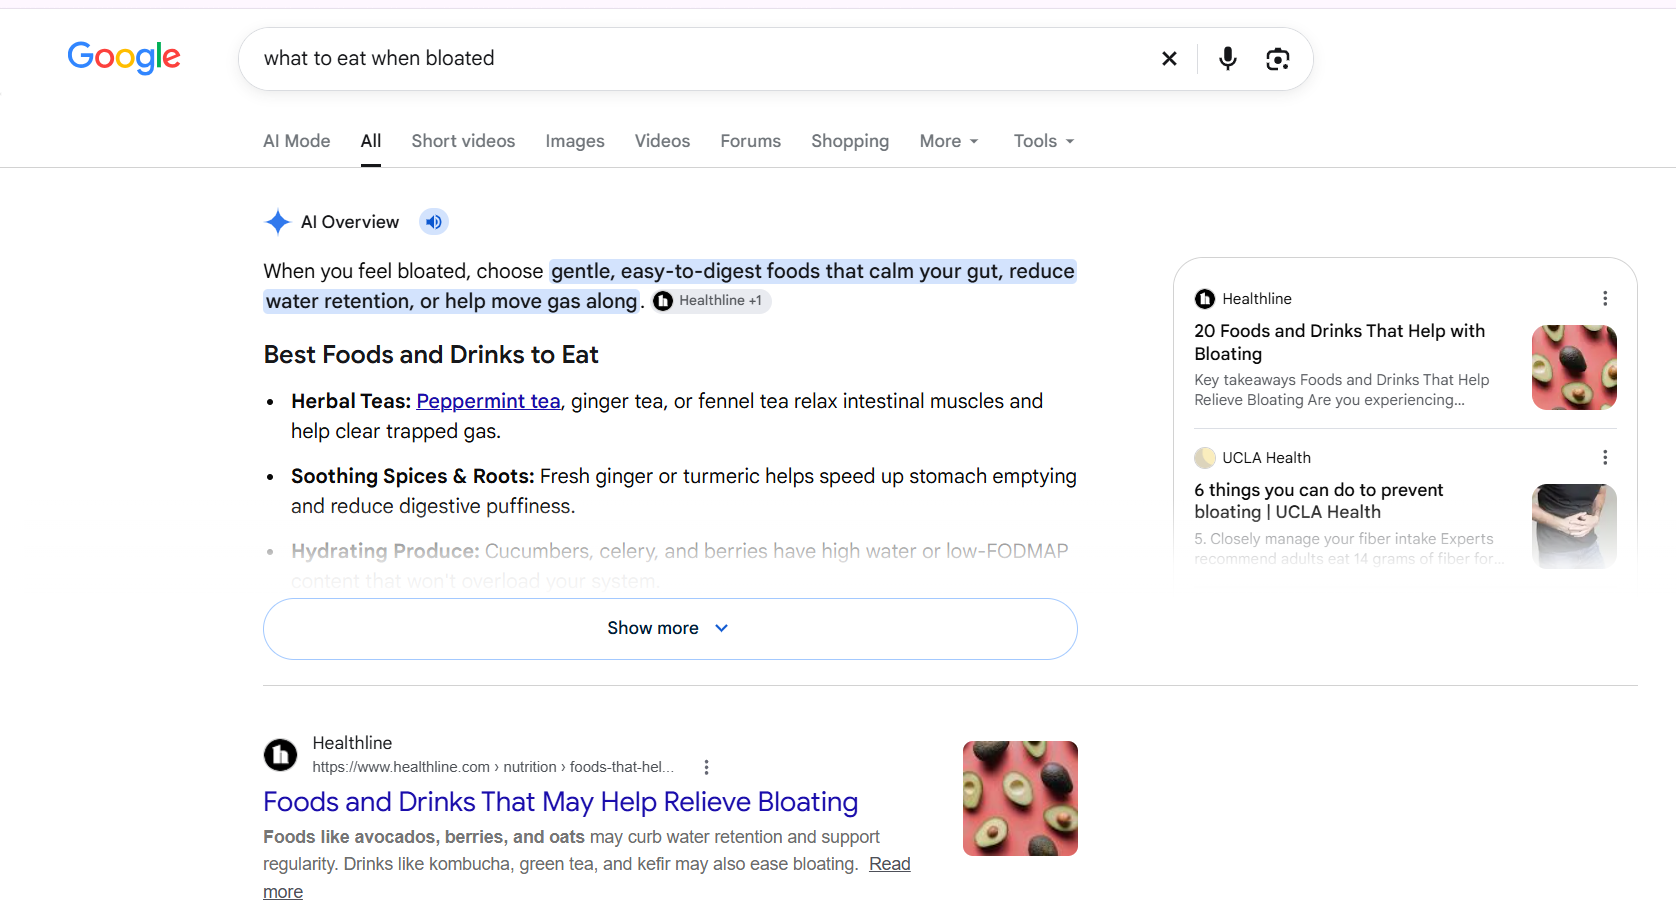 Google
what to eat when bloated
AI Mode
All
Short videos
Images
Videos
Forums
Shopping
More
Tools
AI Overview
When you feel bloated, choose gentle, easy-to-digest foods that calm your gut, reduce
water retention, or help move gas along. Healthline +1
Best Foods and Drinks to Eat
• Herbal Teas: Peppermint tea, ginger tea, or fennel tea relax intestinal muscles and
help clear trapped gas.
• Soothing Spices & Roots: Fresh ginger or turmeric helps speed up stomach emptying
and reduce digestive puffiness.
• Hydrating Produce: Cucumbers, celery, and berries have high water or low-FODMAP
content that won't overload your system.
Show more
Healthline
20 Foods and Drinks That Help with
Bloating
Key takeaways Foods and Drinks That Help
Relieve Bloating Are you experiencing...
UCLA Health
6 things you can do to prevent
bloating | UCLA Health
5. Closely manage your fiber intake Experts
recommend adults eat 14 grams of fiber for...
Healthline
https://www.healthline.com › nutrition › foods-that-hel...
Foods and Drinks That May Help Relieve Bloating
Foods like avocados, berries, and oats may curb water retention and support
regularity. Drinks like kombucha, green tea, and kefir may also ease bloating. Read
more